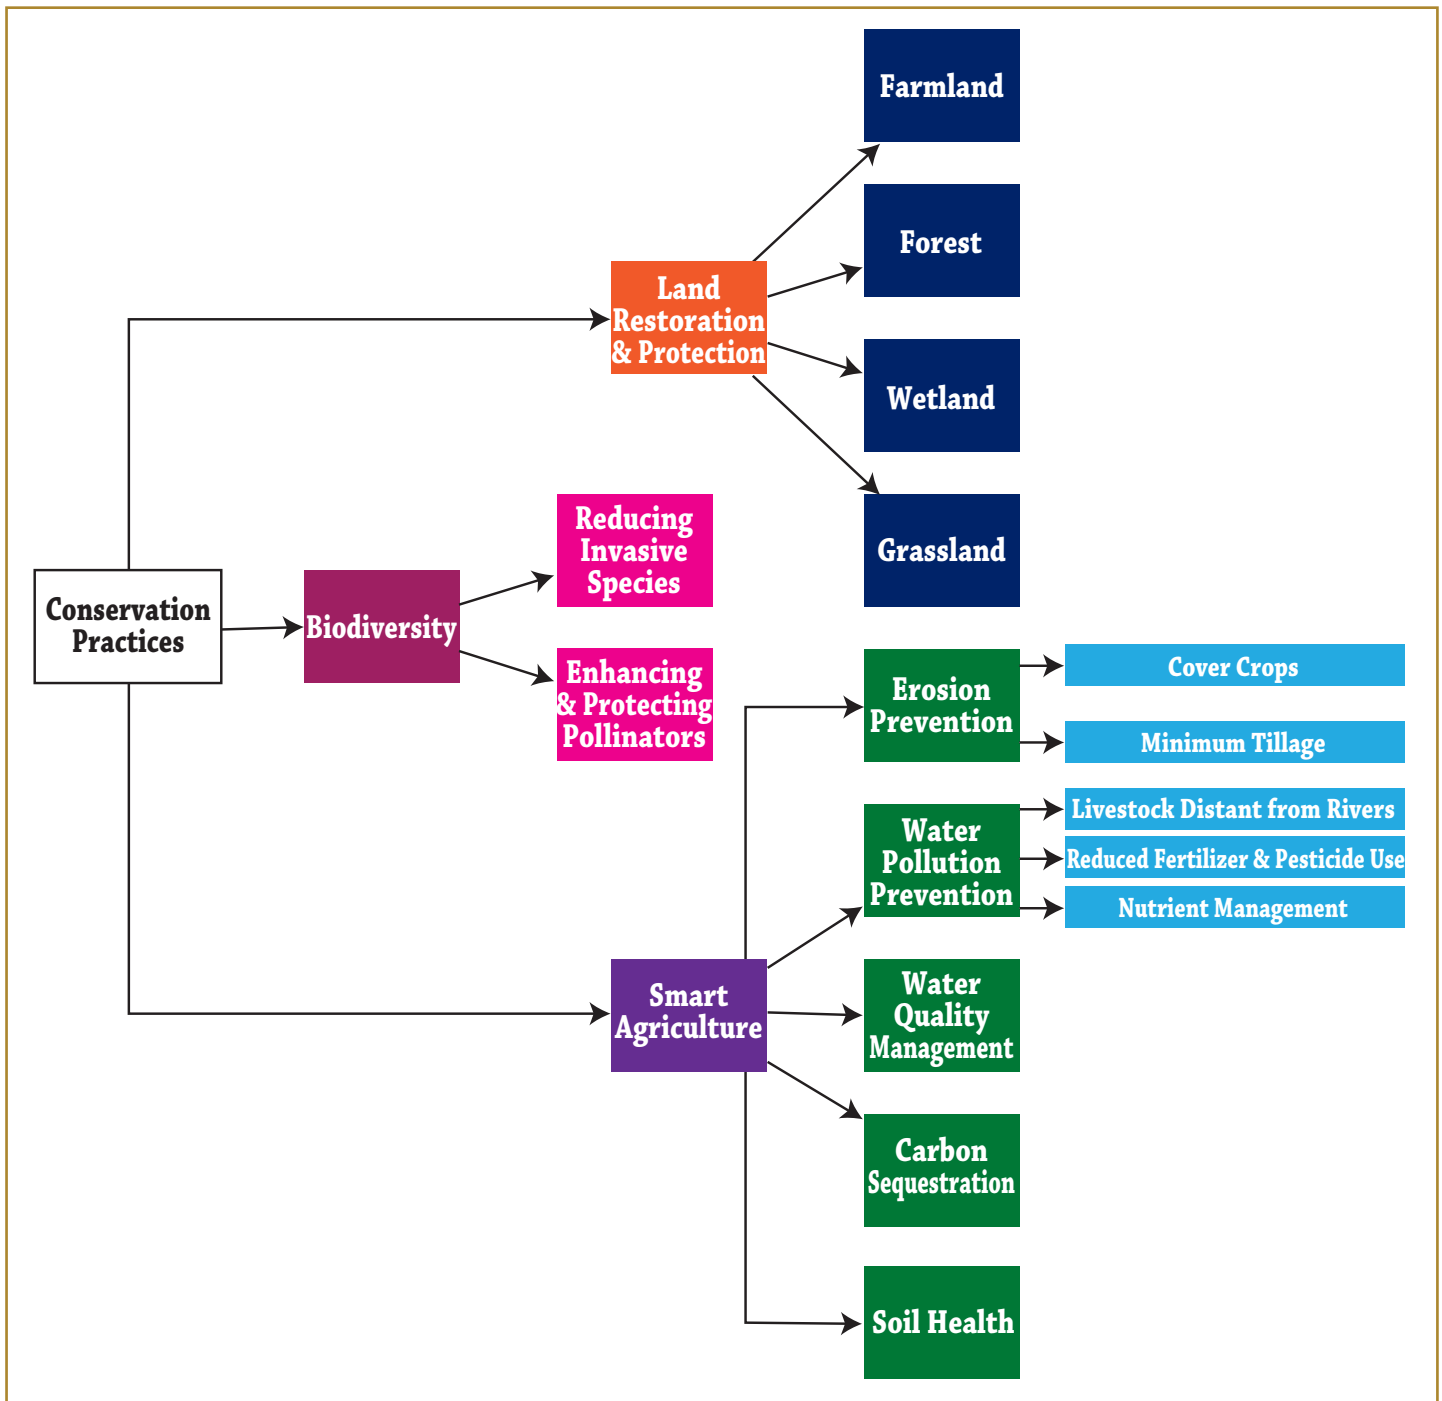 Farmland
Forest
Land
Restoration
& Protection
Wetland
Grassland
Reducing
Invasive
Species
Conservation
Practices
Biodiversity
Enhancing
& Protecting
Pollinators
Erosion
Prevention
Cover Crops
Minimum Tillage
Water
Pollution
Prevention
Livestock Distant from Rivers
Reduced Fertilizer & Pesticide Use
Nutrient Management
Smart
Agriculture
Water
Quality
Management
Carbon
Sequestration
Soil Health